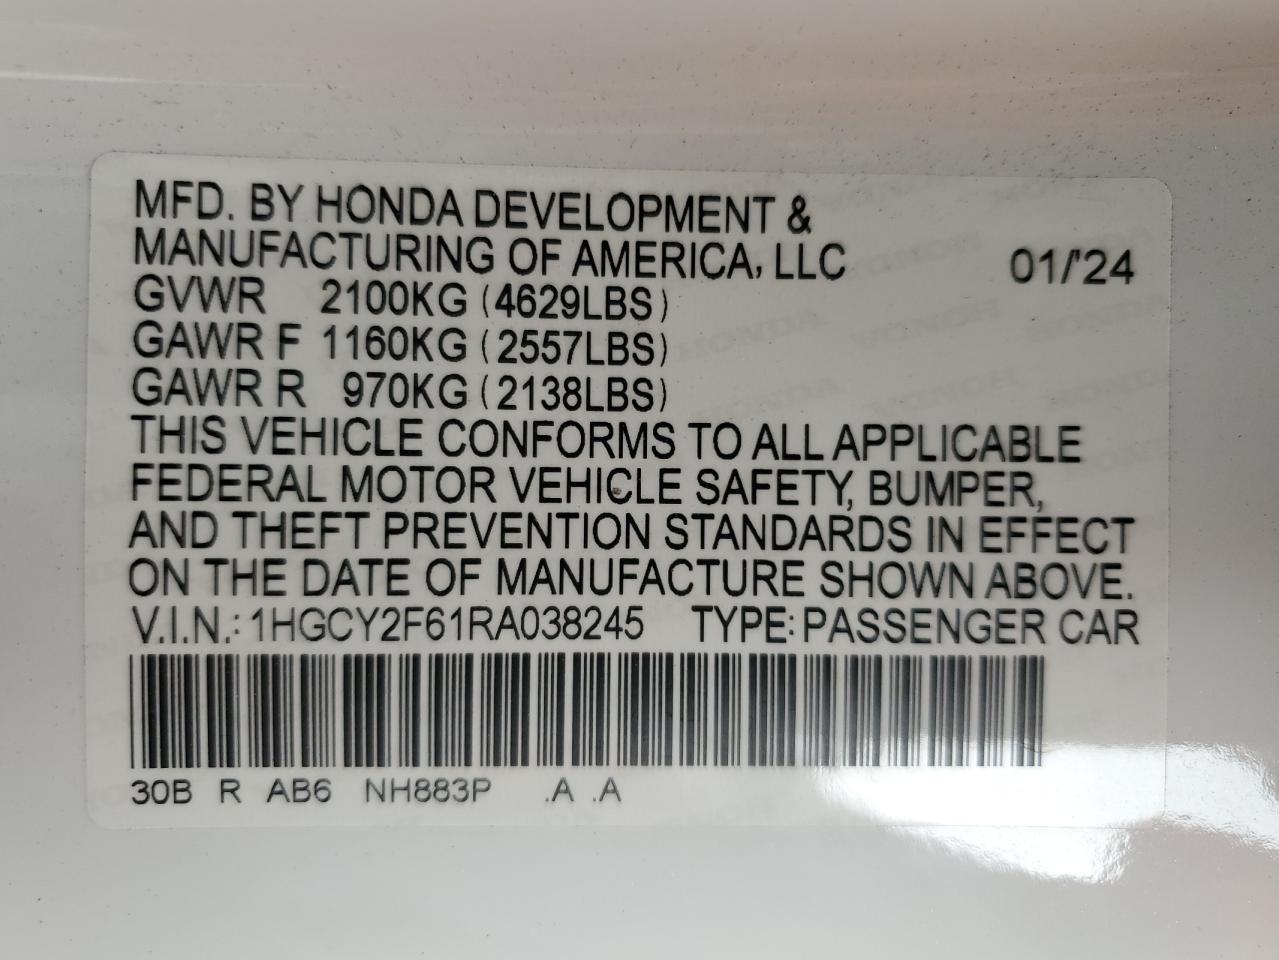 MFD. BY HONDA DEVELOPMENT &
MANUFACTURING OF AMERICA, LLC 01/'24
GVWR 2100KG (4629LBS)
GAWR F 1160KG (2557LBS)
GAWR R 970KG (2138LBS)
THIS VEHICLE CONFORMS TO ALL APPLICABLE
FEDERAL MOTOR VEHICLE SAFETY, BUMPER,
AND THEFT PREVENTION STANDARDS IN EFFECT
ON THE DATE OF MANUFACTURE SHOWN ABOVE.
V.I.N.: 1HGCY2F61RA038245 TYPE: PASSENGER CAR
30B R AB6 NH883P .A .A